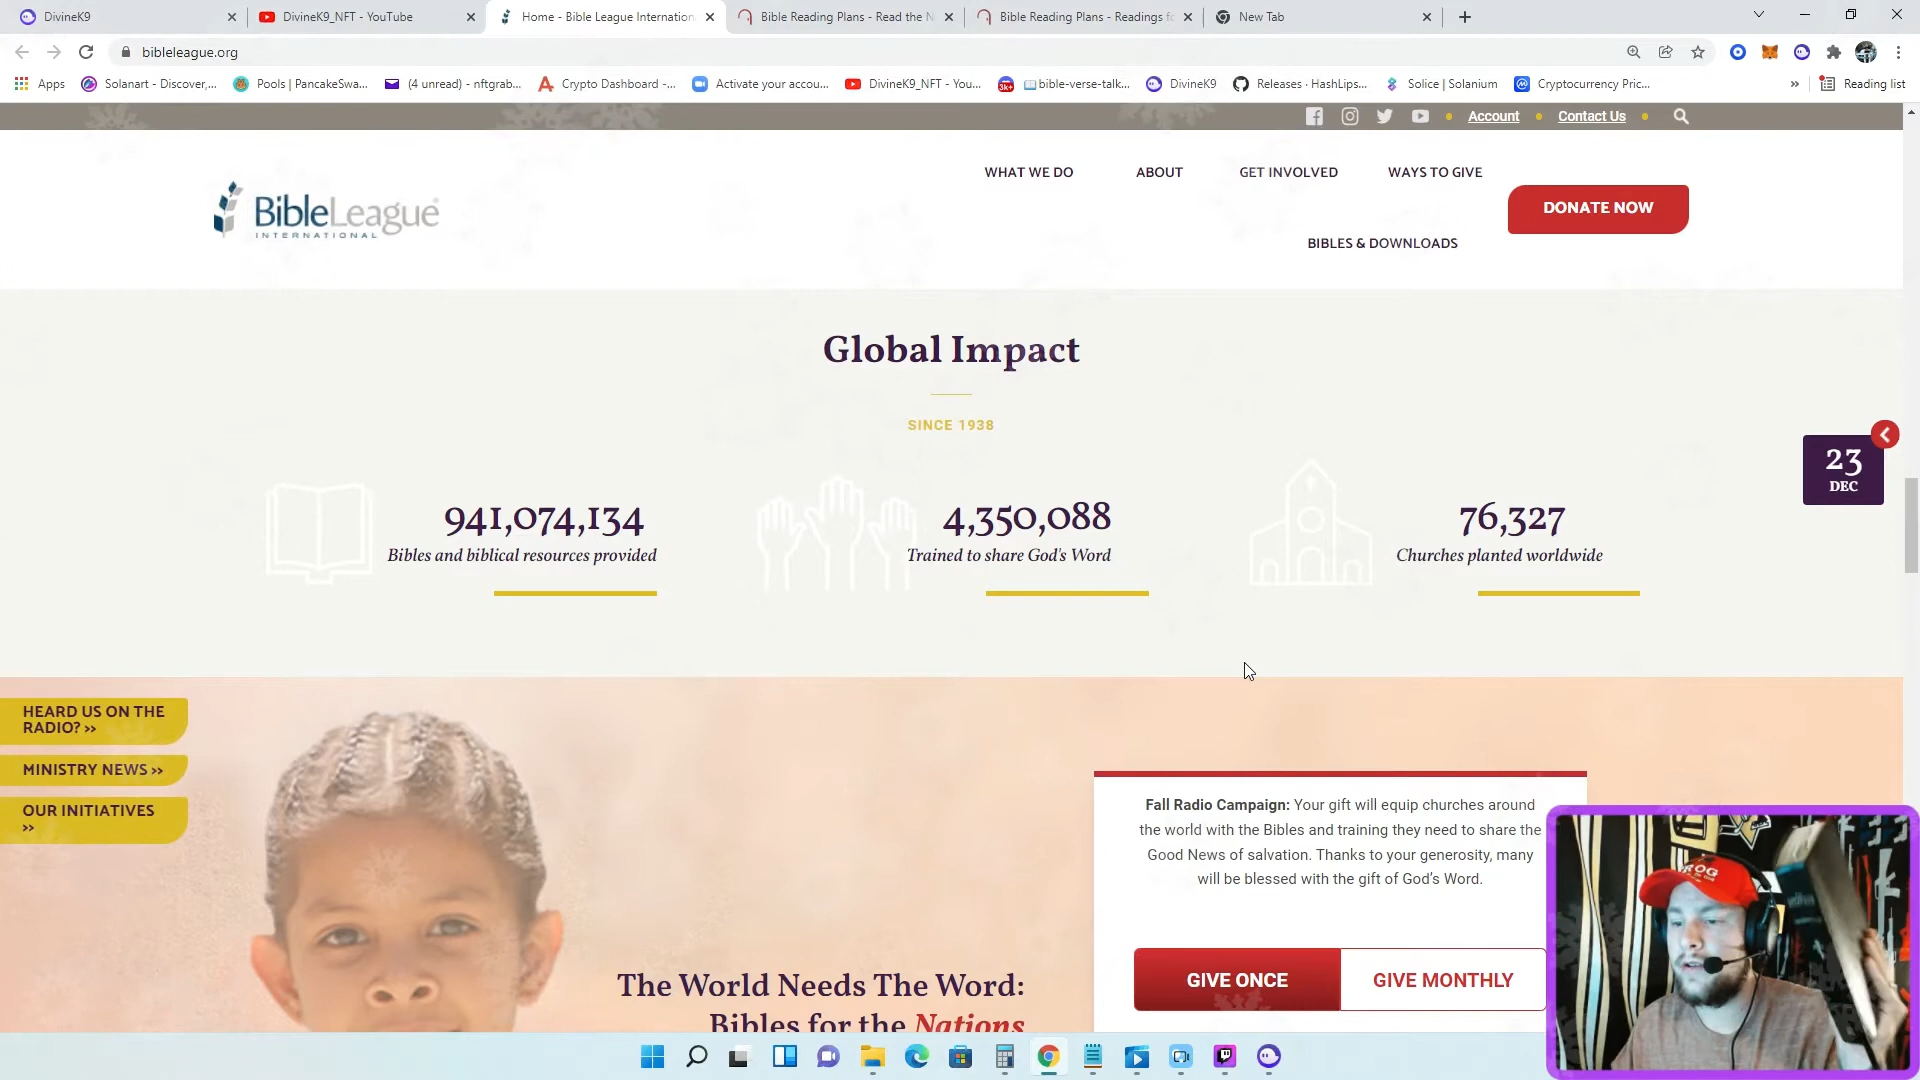 DivineK9
DivineK9_NFT - YouTube
Home - Bible League Internation
Bible Reading Plans - Read the N
Bible Reading Plans - Readings fo
New Tab
bibleleague.org
Apps
Solanart - Discover,...
Pools | PancakeSwa...
(4 unread) - nftgrab...
Crypto Dashboard -...
Activate your accou...
DivineK9_NFT - You...
3k+
bible-verse-talk...
DivineK9
Releases · HashLips...
Solice | Solanium
Cryptocurrency Pric...
»
Reading list
Account
Contact Us
WHAT WE DO
ABOUT
GET INVOLVED
WAYS TO GIVE
BibleLeague
INTERNATIONAL
DONATE NOW
BIBLES & DOWNLOADS
Global Impact
SINCE 1938
23
DEC
941,074,134
Bibles and biblical resources provided
4,350,088
Trained to share God's Word
76,327
Churches planted worldwide
HEARD US ON THE
RADIO? >>
MINISTRY NEWS >>
OUR INITIATIVES
>>
Fall Radio Campaign: Your gift will equip churches around
the world with the Bibles and training they need to share the
Good News of salvation. Thanks to your generosity, many
will be blessed with the gift of God's Word.
GIVE ONCE
GIVE MONTHLY
The World Needs The Word:
Bibles for the Nations